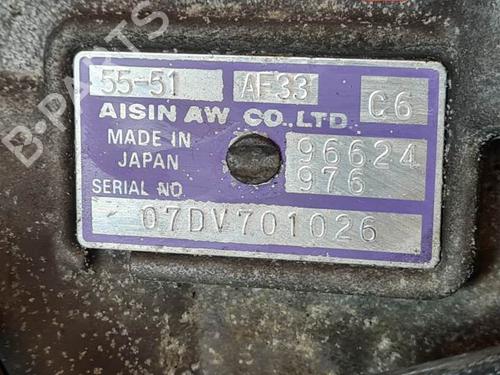 55-51 AF33 C6
AISIN AW CO.,LTD.
MADE IN 96624
JAPAN 976
SERIAL NO. 07DV701026
B-PARTS